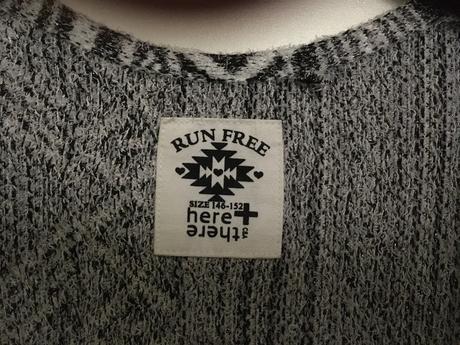 RUN FREE
SIZE 146-152
here+
there
C&A